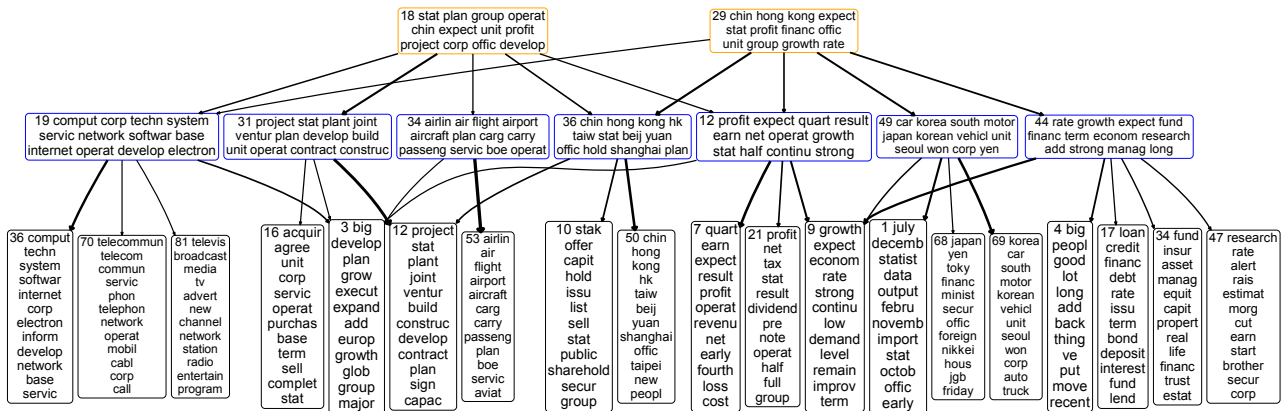 18 stat plan group operat
chin expect unit profit
project corp offic develop
29 chin hong kong expect
stat profit financ offic
unit group growth rate
19 comput corp techn system
servic network softwar base
internet operat develop electron
31 project stat plant joint
ventur plan develop build
unit operat contract construc
34 airlin air flight airport
aircraft plan carg carry
passeng servic boe operat
36 chin hong kong hk
taiw stat beij yuan
offic hold shanghai plan
12 profit expect quart result
earn net operat growth
stat half continu strong
49 car korea south motor
japan korean vehicl unit
seoul won corp yen
44 rate growth expect fund
financ term econom research
add strong manag long
36 comput
techn
system
softwar
internet
corp
electron
inform
develop
network
base
servic
70 telecommun
telecom
commun
servic
phon
telephon
network
operat
mobil
cabl
corp
call
81 televis
broadcast
media
tv
advert
new
channel
network
station
radio
entertain
program
16 acquir
agree
unit
corp
servic
operat
purchas
base
term
sell
complet
stat
3 big
develop
plan
grow
execut
expand
add
europ
growth
glob
group
major
12 project
stat
plant
joint
ventur
build
construc
develop
contract
plan
sign
capac
53 airlin
air
flight
airport
aircraft
carg
carry
passeng
plan
boe
servic
aviat
10 stak
offer
capit
hold
issu
list
sell
stat
public
sharehold
secur
group
50 chin
hong
kong
hk
taiw
beij
yuan
shanghai
offic
taipei
new
peopl
7 quart
earn
expect
result
profit
operat
revenu
net
early
fourth
loss
cost
21 profit
net
tax
stat
result
dividend
pre
note
operat
half
full
group
9 growth
expect
econom
rate
strong
continu
low
demand
level
remain
improv
term
1 july
decemb
statist
data
output
febru 
novemb
import
stat
octob
offic
early
68 japan
yen
toky
financ
minist
secur
offic
foreign
nikkei
hous
jgb
friday
69 korea
car
south
motor
korean
vehicl
unit
seoul
won
corp
auto
truck
4 big
peopl
good
lot
long
add
back
thing
ve
put
move
recent
17 loan
credit
financ
debt
rate
issu
term
bond
deposit
interest
fund
lend
34 fund
insur
asset
manag
equit
capit
propert
real
life
financ
trust
estat
47 research
rate
alert
rais
estimat
morg
cut
earn
start
brother
secur
corp